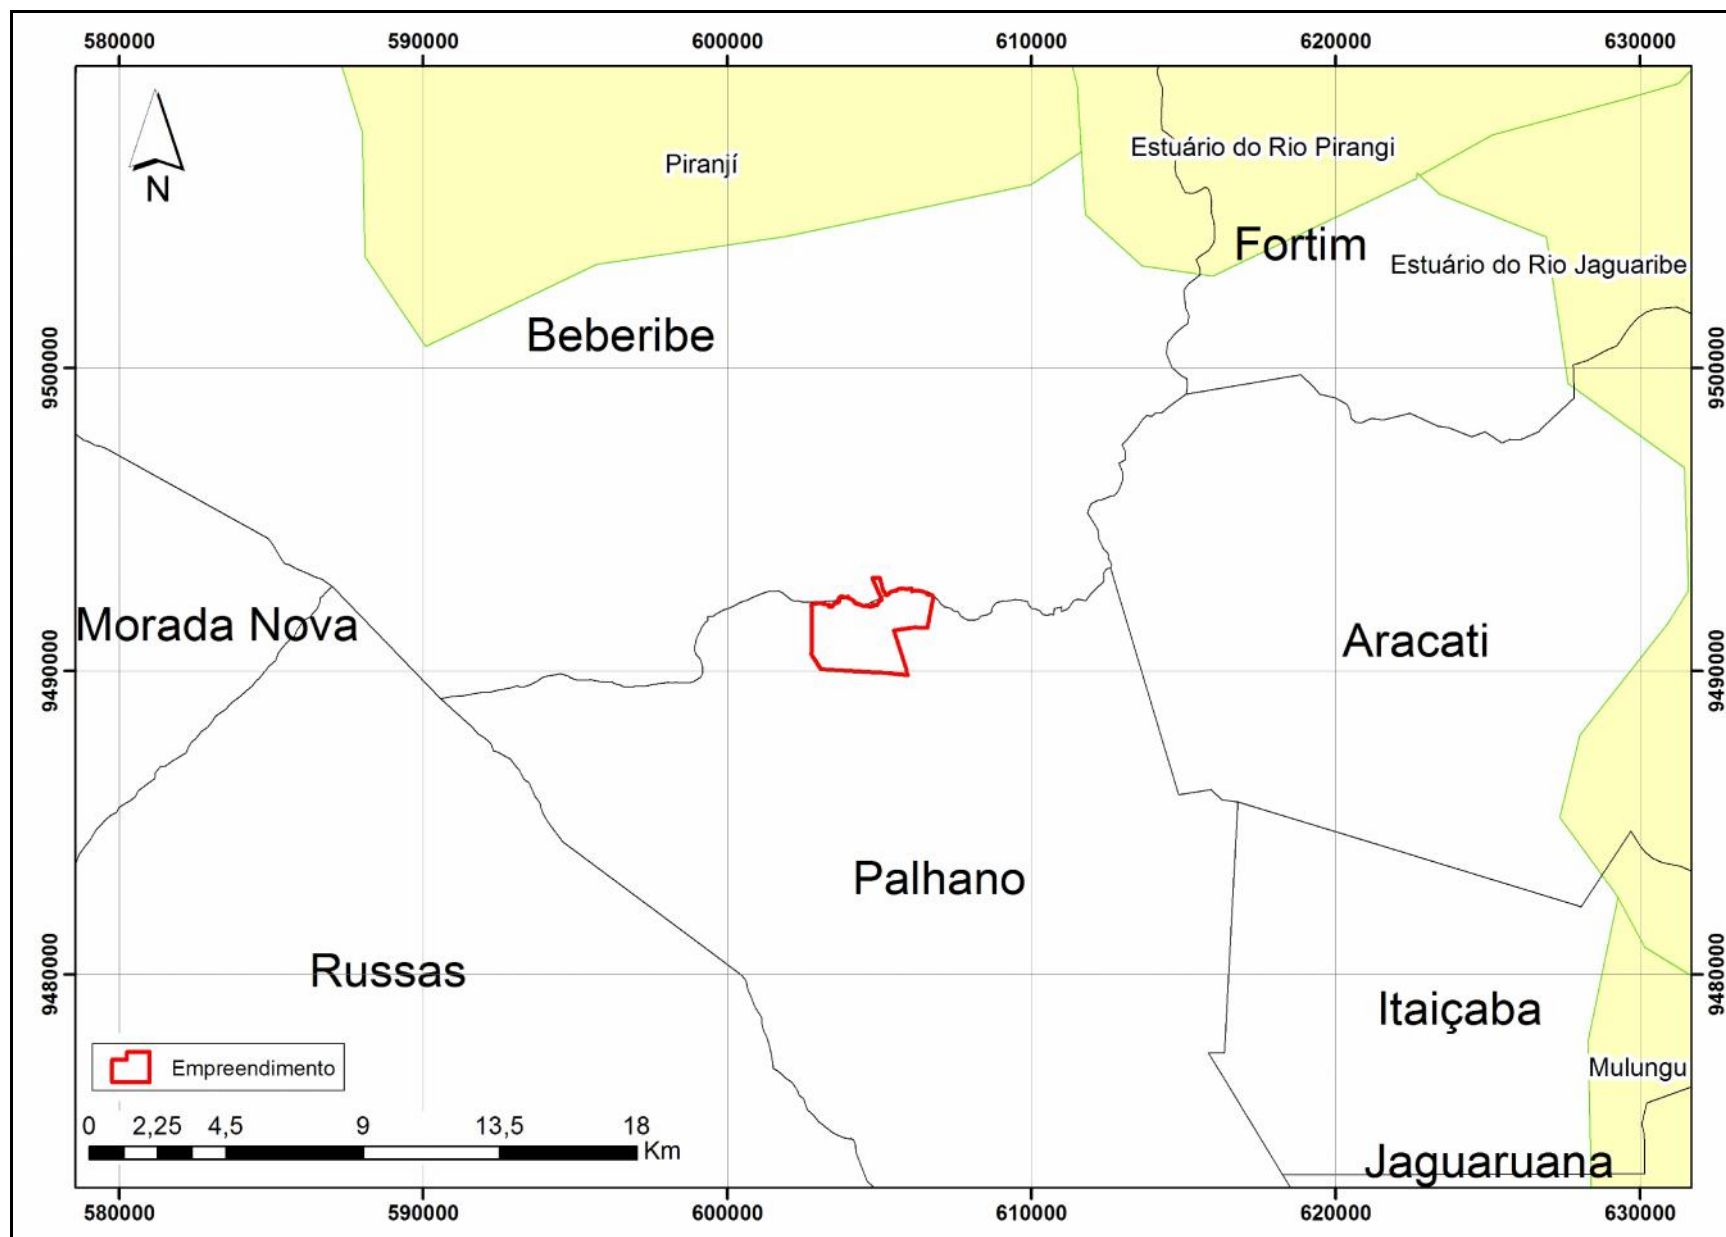 580000 590000 600000 610000 620000 630000
Estuário do Rio Pirangi
Piranjí
N
Fortim
Estuário do Rio Jaguaribe
Beberibe
9500000 9500000
Morada Nova
Aracati
9490000 9490000
Palhano
Russas
9480000 9480000
Itaiçaba
Empreendimento
Mulungu
0 2,25 4,5 9 13,5 18
Km
Jaguaruana
580000 590000 600000 610000 620000 630000